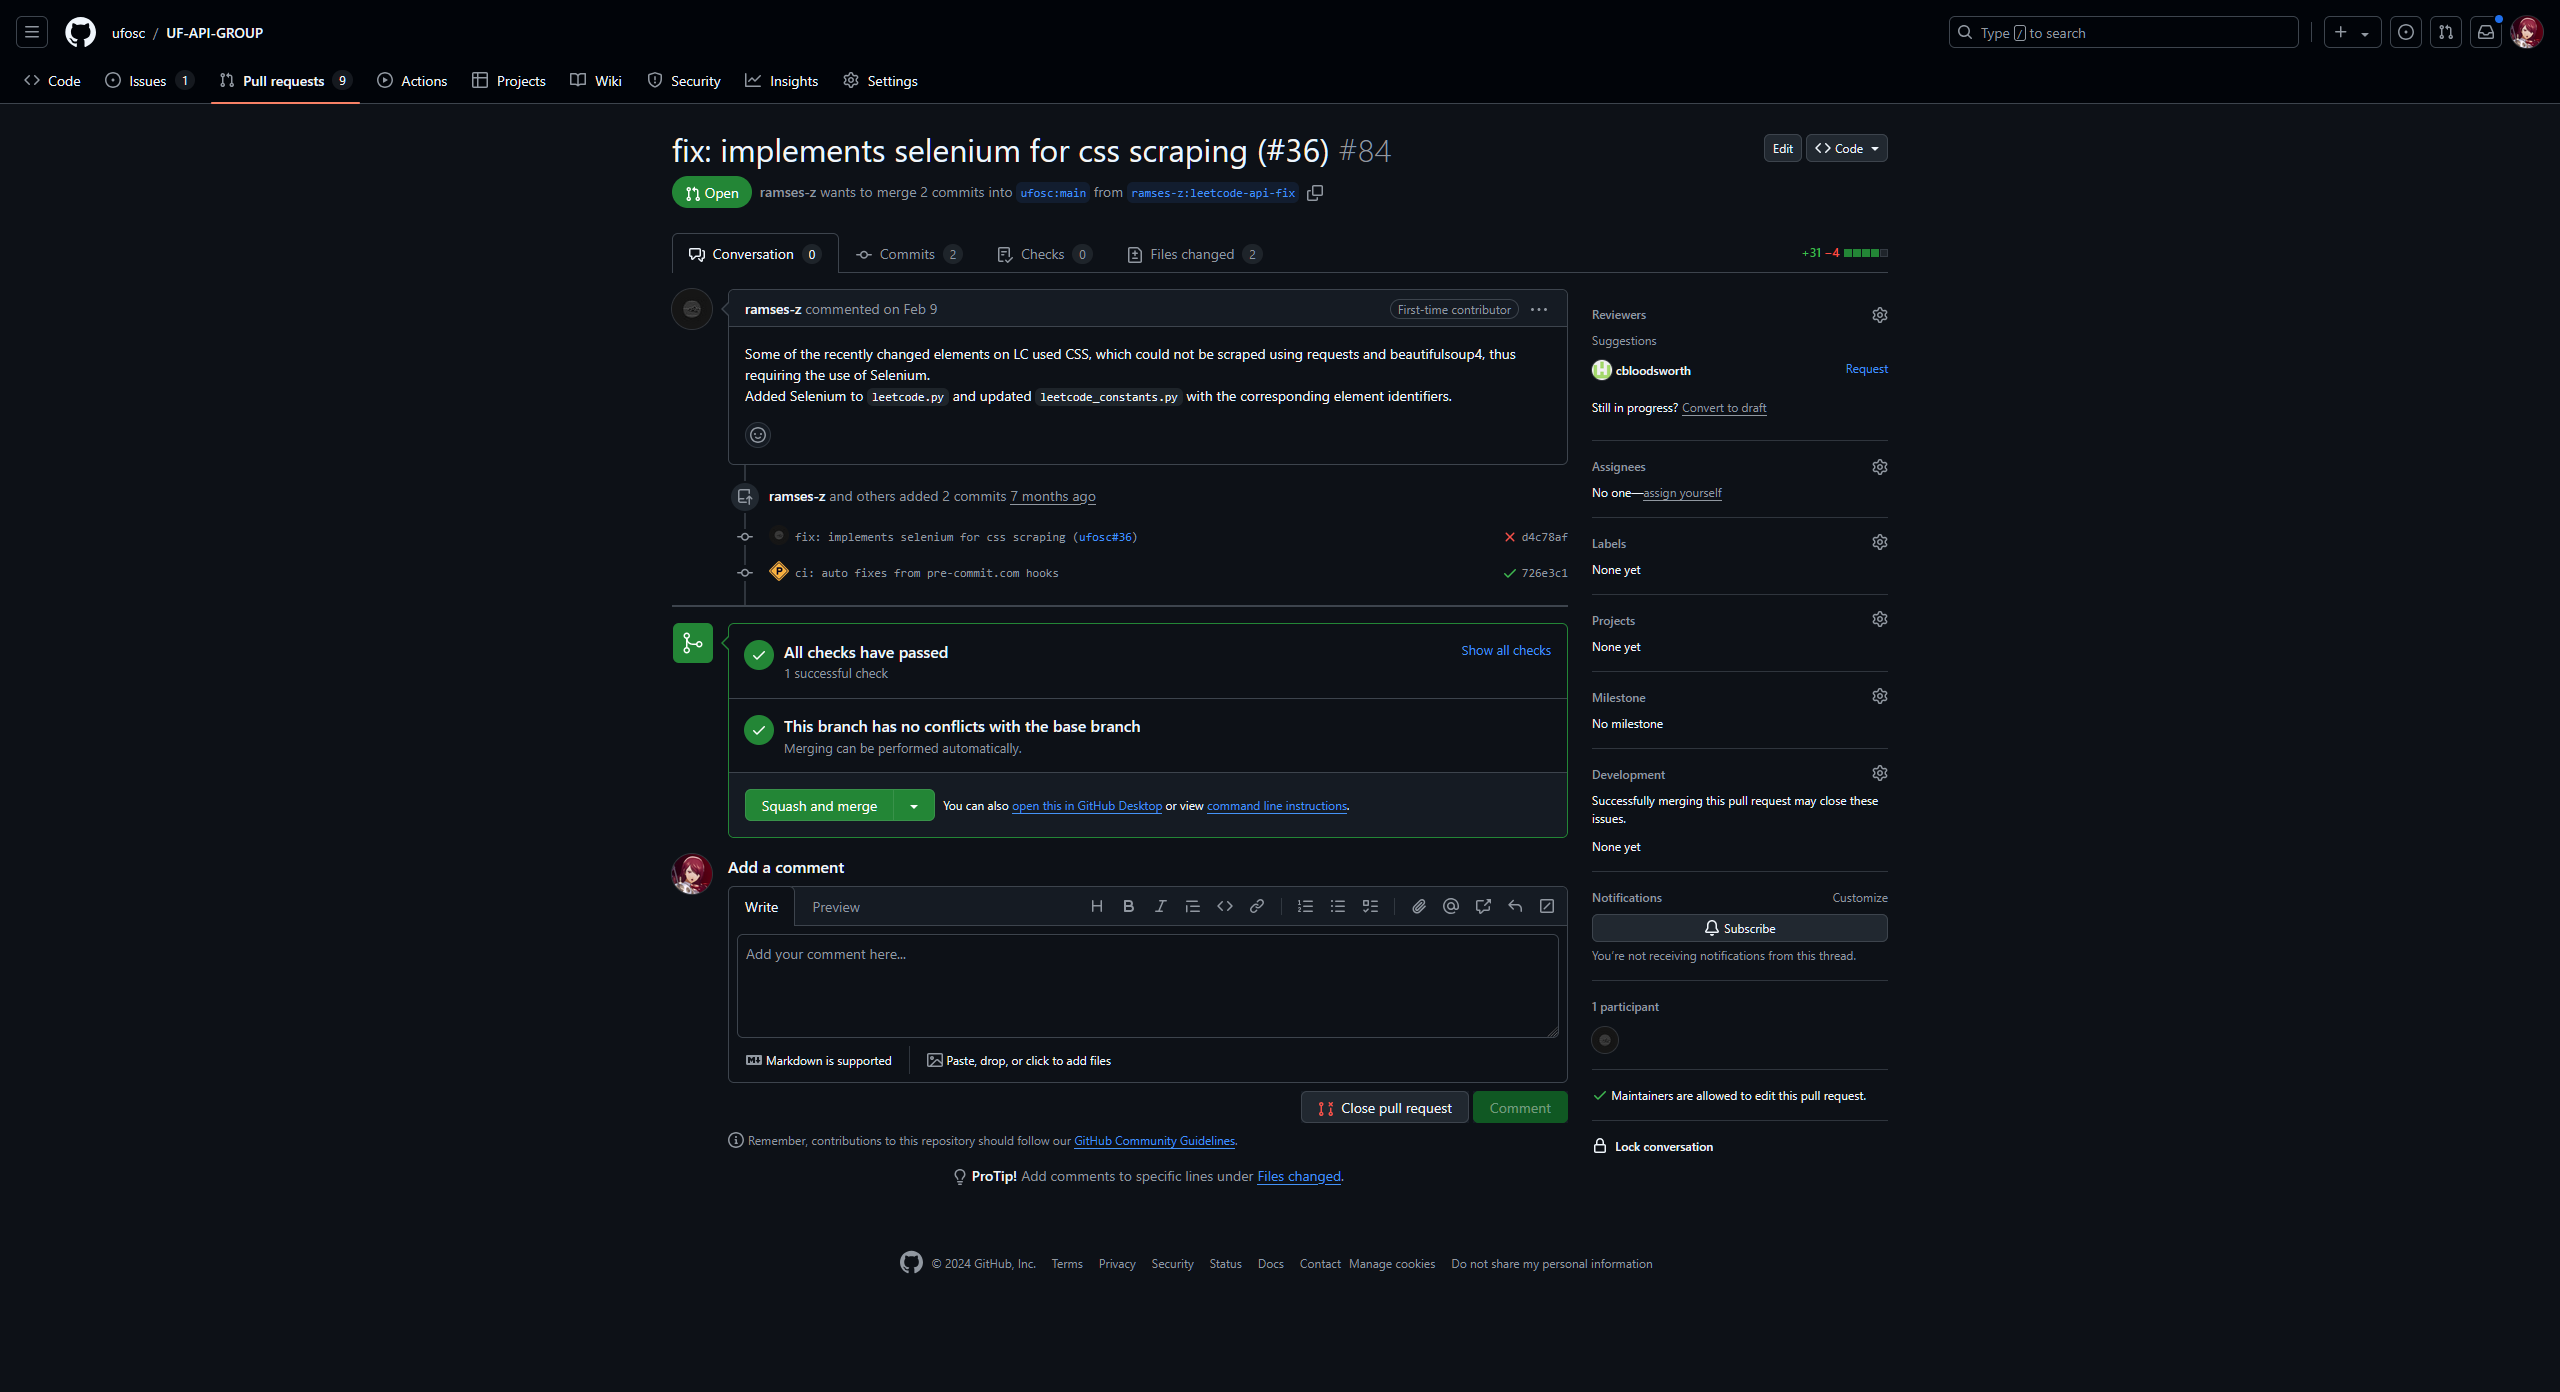 ufosc / UF-API-GROUP
Type / to search
Code
Issues 1
Pull requests 9
Actions
Projects
Wiki
Security
Insights
Settings
fix: implements selenium for css scraping (#36) #84
Edit
Code
Open
ramses-z wants to merge 2 commits into ufosc:main from ramses-z:leetcode-api-fix
Conversation 0
Commits 2
Checks 0
Files changed 2
+31 −4
ramses-z commented on Feb 9
First-time contributor
Some of the recently changed elements on LC used CSS, which could not be scraped using requests and beautifulsoup4, thus
requiring the use of Selenium.
Added Selenium to leetcode.py and updated leetcode_constants.py with the corresponding element identifiers.
ramses-z and others added 2 commits 7 months ago
fix: implements selenium for css scraping (ufosc#36)
d4c78af
P
ci: auto fixes from pre-commit.com hooks
726e3c1
All checks have passed
1 successful check
Show all checks
This branch has no conflicts with the base branch
Merging can be performed automatically.
Squash and merge
You can also open this in GitHub Desktop or view command line instructions.
Add a comment
Write
Preview
Add your comment here...
Markdown is supported
Paste, drop, or click to add files
Close pull request
Comment
Remember, contributions to this repository should follow our GitHub Community Guidelines.
ProTip! Add comments to specific lines under Files changed.
Reviewers
Suggestions
cbloodsworth
Request
Still in progress? Convert to draft
Assignees
No one—assign yourself
Labels
None yet
Projects
None yet
Milestone
No milestone
Development
Successfully merging this pull request may close these
issues.
None yet
Notifications
Customize
Subscribe
You're not receiving notifications from this thread.
1 participant
Maintainers are allowed to edit this pull request.
Lock conversation
© 2024 GitHub, Inc.
Terms
Privacy
Security
Status
Docs
Contact
Manage cookies
Do not share my personal information